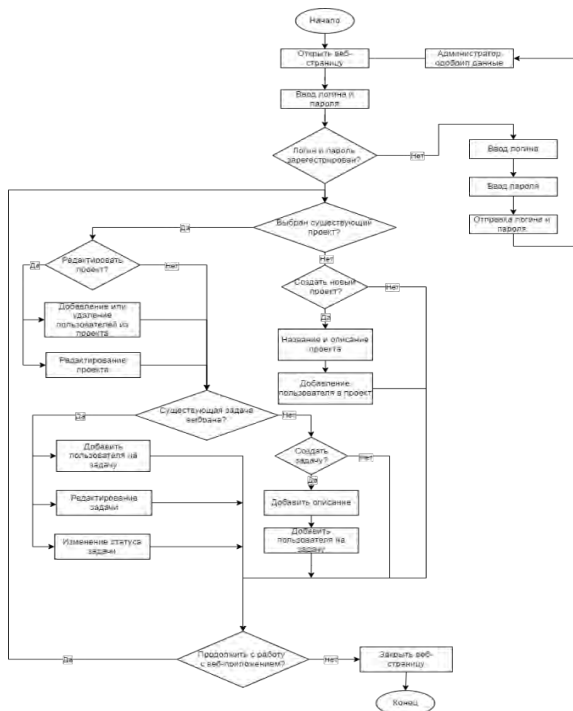 Начало
Открыть веб-
страницу
Администратор
одобрил данные
Ввод логина и
пароля
Логин и пароль
зарегестрирован?
Нет
Ввод логина
Ввод пароля
Отправка логина и
пароля
Выбран существующий
проект?
Да
Нет
Редактировать
проект?
Да
Нет
Создать новый
проект?
Да
Нет
Добавление или
удаление
пользователей из
проекта
Название и описание
проекта
Редактирование
проекта
Добавление
пользователя в проект
Существующая задача
выбрана?
Да
Нет
Добавить
пользователя на
задачу
Создать
задачу?
Нет
Да
Редактирование
задачи
Добавить описание
Изменение статуса
задачи
Добавить
пользователя на
задачу
Продолжить с работу
с веб-приложением?
Да
Нет
Закрыть веб-
страницу
Конец